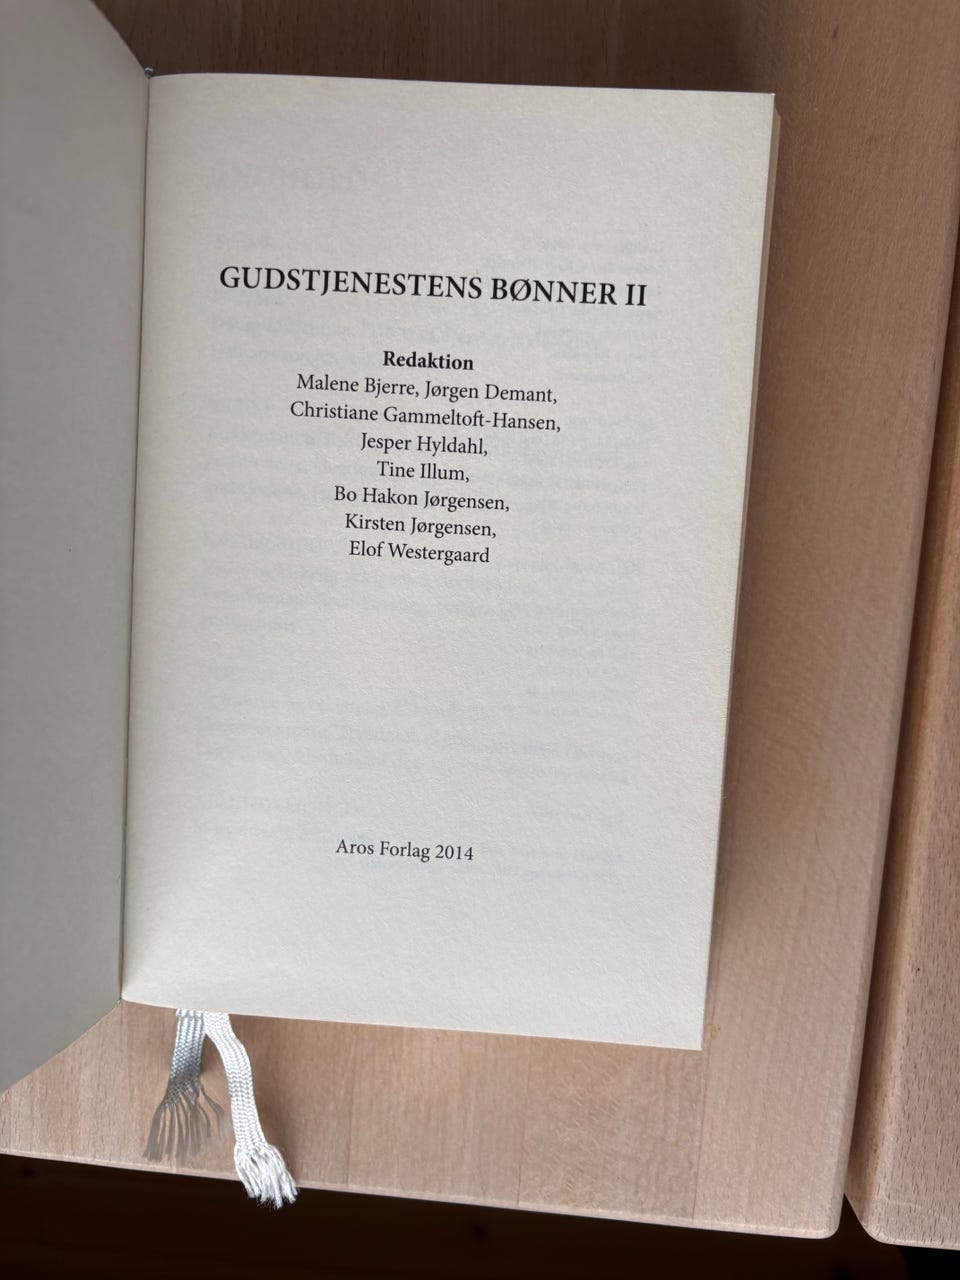 GUDSTJENESTENS BØNNER II
Redaktion
Malene Bjerre, Jørgen Demant,
Christiane Gammeltoft-Hansen,
Jesper Hyldahl,
Tine Illum,
Bo Hakon Jørgensen,
Kirsten Jørgensen,
Elof Westergaard
Aros Forlag 2014